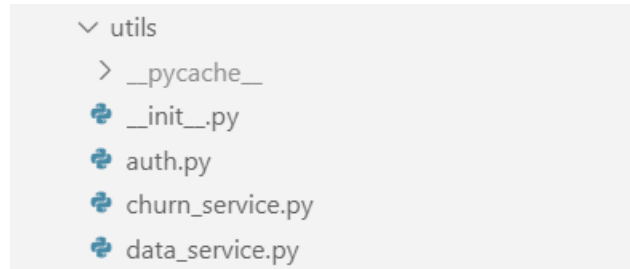 utils
__pycache__
__init__.py
auth.py
churn_service.py
data_service.py